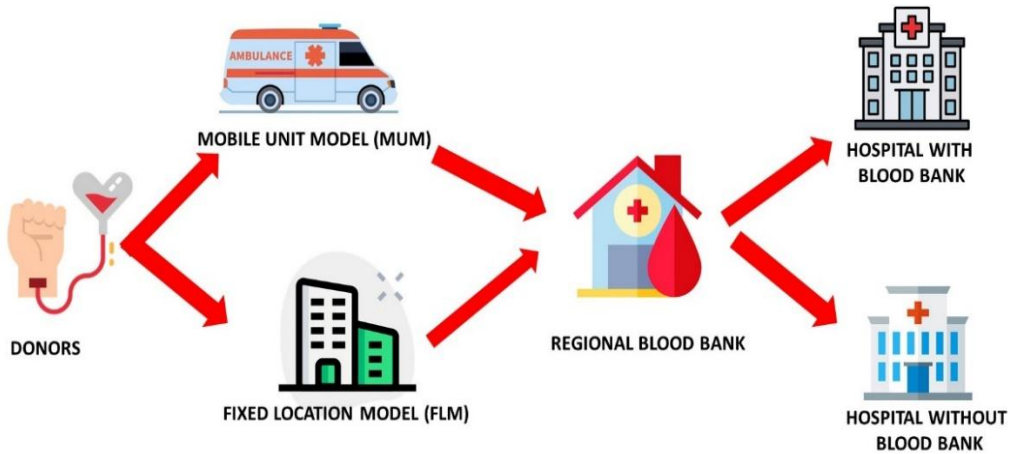 AMBULANCE
MOBILE UNIT MODEL (MUM)
HOSPITAL WITH
BLOOD BANK
DONORS
REGIONAL BLOOD BANK
FIXED LOCATION MODEL (FLM)
HOSPITAL WITHOUT
BLOOD BANK